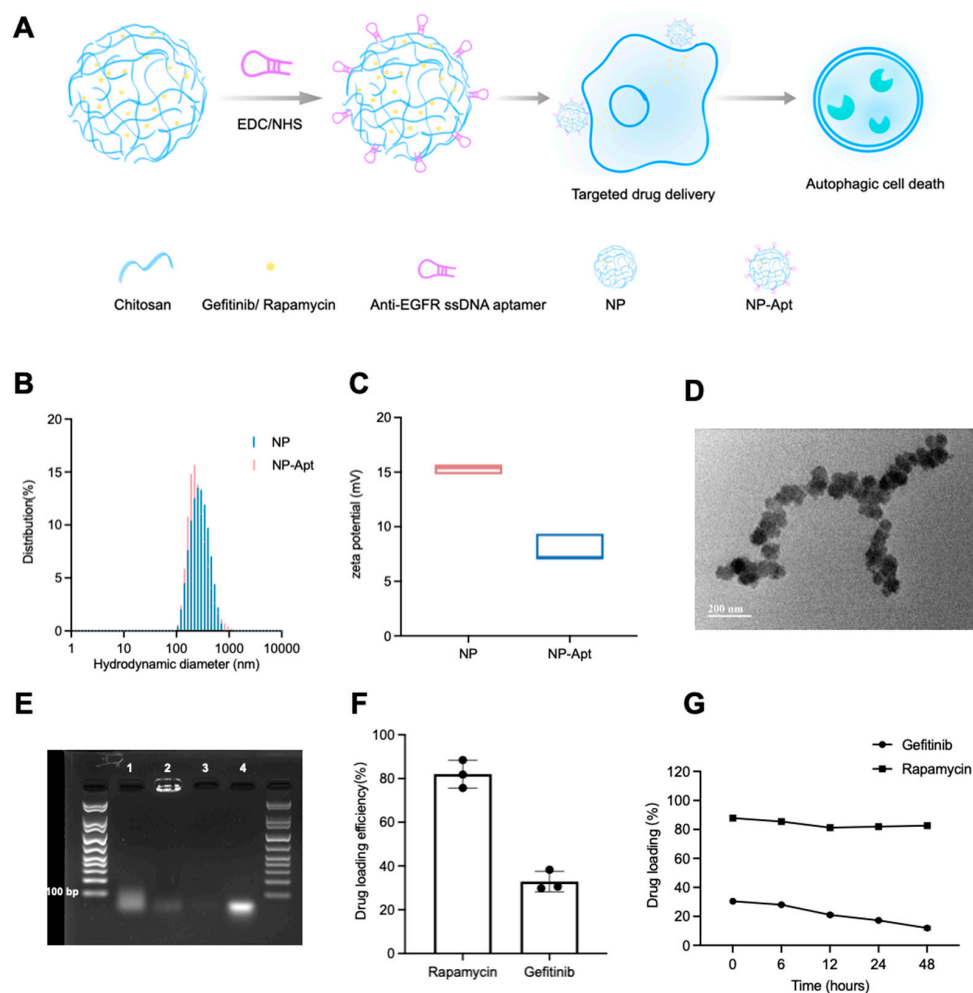 A
EDC/NHS
Targeted drug delivery
Autophagic cell death
Chitosan
Gefitinib/ Rapamycin
Anti-EGFR ssDNA aptamer
NP
NP-Apt
B
20
15
10
5
0
Distribution(%)
NP
NP-Apt
1
10
100
1000
10000
Hydrodynamic diameter (nm)
C
20
15
10
5
0
zeta potential (mV)
NP
NP-Apt
D
200 nm
E
1
2
3
4
100 bp
F
100
80
60
40
20
0
Drug loading efficiency(%)
Rapamycin
Gefitinib
G
Gefitinib
Rapamycin
120
100
80
60
40
20
0
Drug loading (%)
0
6
12
24
48
Time (hours)